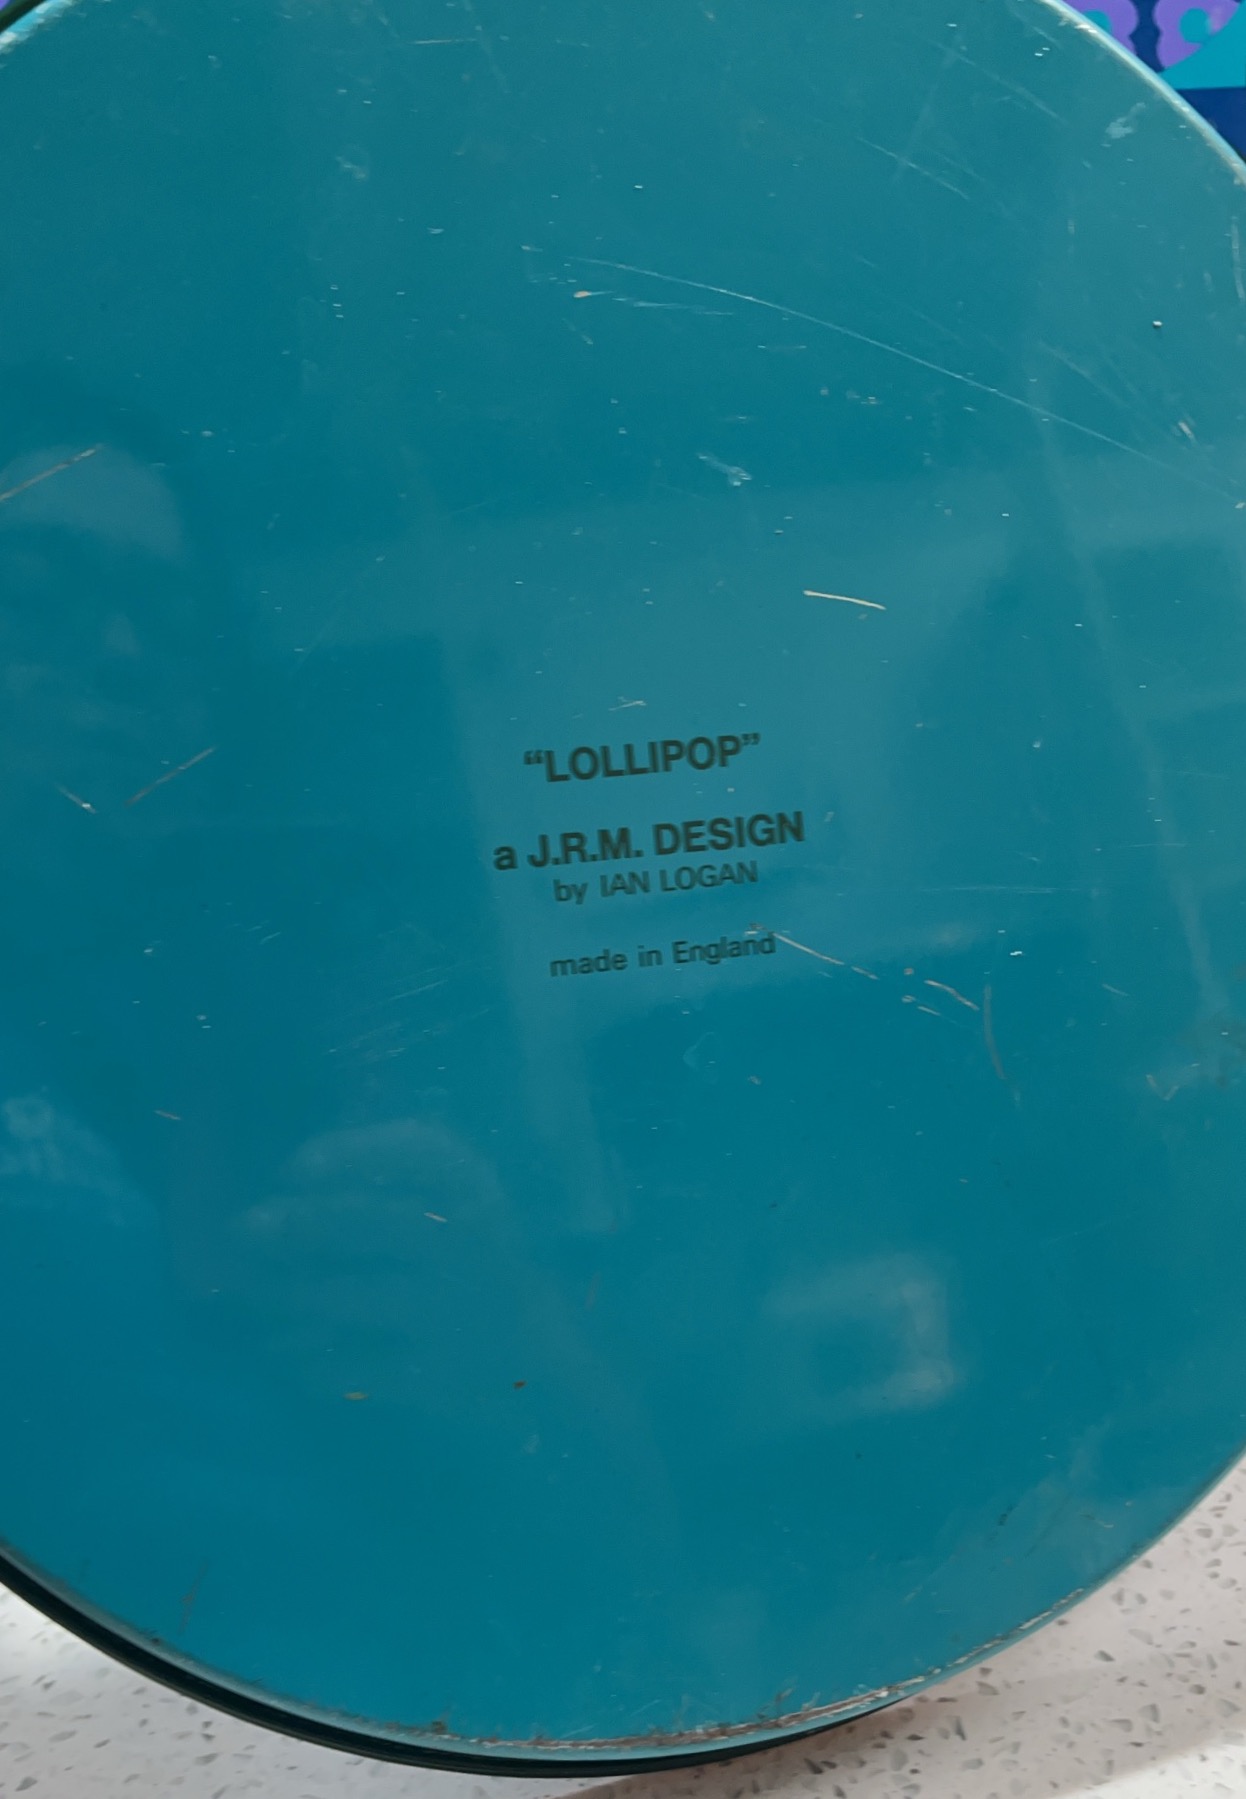 “LOLLIPOP”
a J.R.M. DESIGN
by IAN LOGAN
made in England